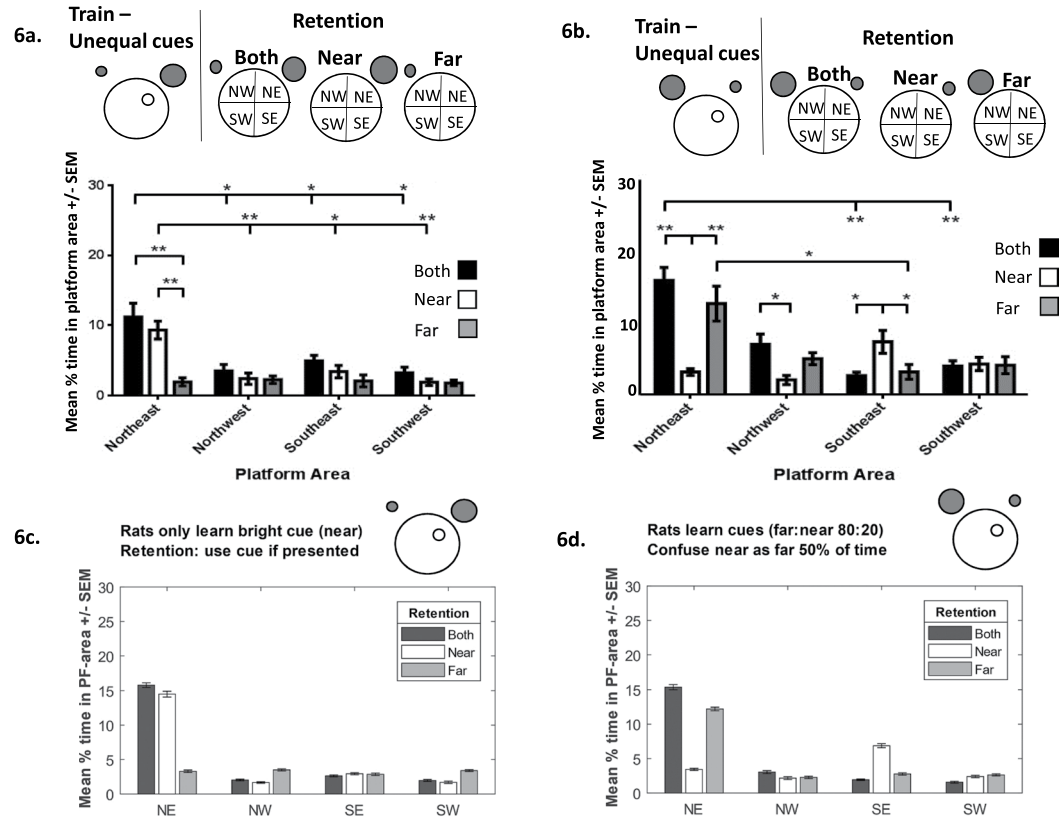 6a.
Train –
Unequal cues
Retention
Both Near Far
NW NE NW NE NW NE
SW SE SW SE SW SE
Mean % time in platform area +/- SEM
30
20
10
0
* * *
** * **
**
**
Both
Near
Far
Northeast Northwest Southeast Southwest
Platform Area
6b.
Train –
Unequal cues
Retention
Both Near Far
NW NE NW NE NW NE
SW SE SW SE SW SE
Mean % time in platform area +/- SEM
30
20
10
0
** **
** **
*
* * *
Both
Near
Far
Northeast Northwest Southeast Southwest
Platform Area
6c.
Rats only learn bright cue (near)
Retention: use cue if presented
Mean % time in PF-area +/- SEM
30
25
20
15
10
5
0
Retention
Both
Near
Far
NE NW SE SW
6d.
Rats learn cues (far:near 80:20)
Confuse near as far 50% of time
Mean % time in PF-area +/- SEM
30
25
20
15
10
5
0
Retention
Both
Near
Far
NE NW SE SW